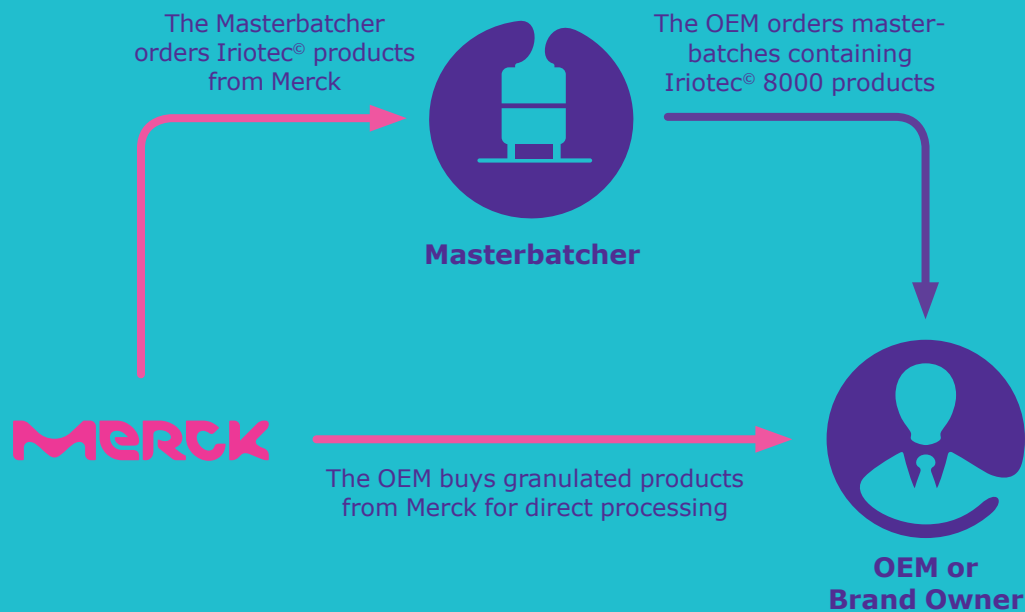 The Masterbatcher
orders Iriotec© products
from Merck
The OEM orders master-
batches containing
Iriotec© 8000 products
Masterbatcher
MERCK
The OEM buys granulated products
from Merck for direct processing
OEM or
Brand Owner